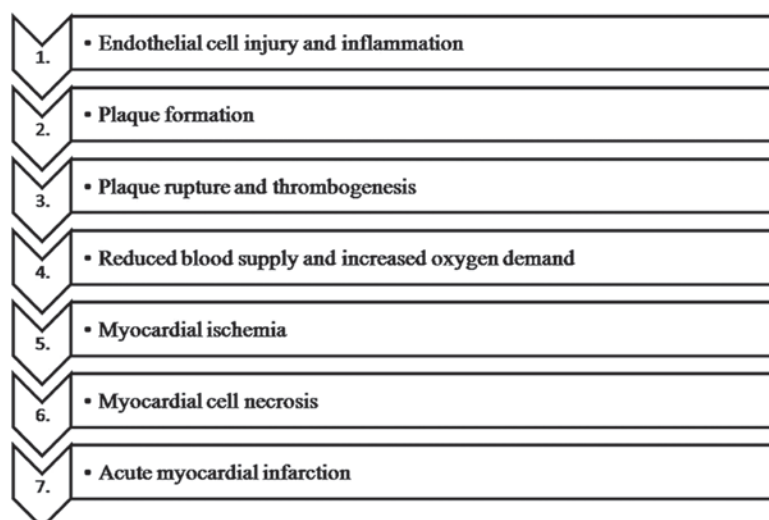 1. • Endothelial cell injury and inflammation
2. • Plaque formation
3. • Plaque rupture and thrombogenesis
4. • Reduced blood supply and increased oxygen demand
5. • Myocardial ischemia
6. • Myocardial cell necrosis
7. • Acute myocardial infarction